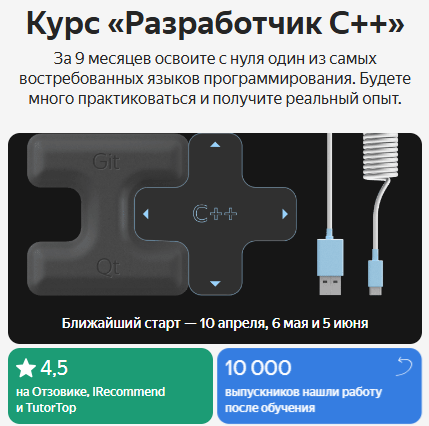 Курс «Разработчик C++»
За 9 месяцев освоите с нуля один из самых
востребованных языков программирования. Будете
много практиковаться и получите реальный опыт.
Git
C++
Qt
Ближайший старт — 10 апреля, 6 мая и 5 июня
4,5
на Отзовике, IRecommend
и TutorTop
10 000
выпускников нашли работу
после обучения